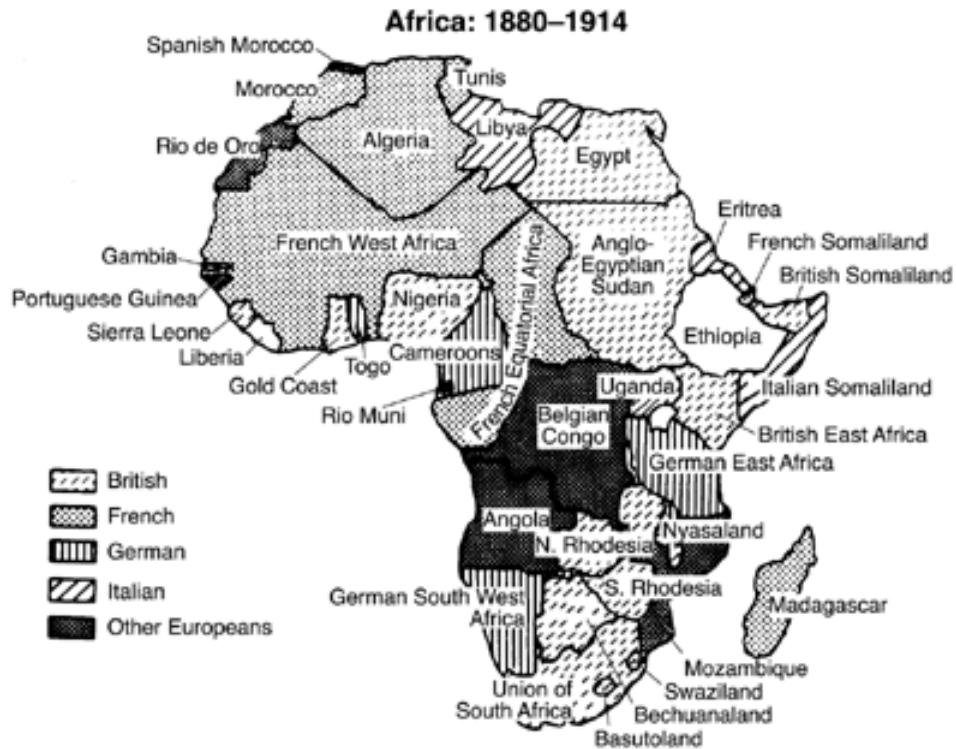 Africa: 1880–1914
Spanish Morocco
Morocco
Tunis
Rio de Oro
Algeria
Libya
Egypt
Eritrea
French Somaliland
British Somaliland
French West Africa
Gambia
Portuguese Guinea
Sierra Leone
Liberia
Gold Coast
Togo
Nigeria
Cameroons
Rio Muni
French Equatorial Africa
Anglo-
Egyptian
Sudan
Ethiopia
Uganda
Italian Somaliland
Belgian
Congo
British East Africa
German East Africa
Angola
Nyasaland
N. Rhodesia
S. Rhodesia
German South West
Africa
Madagascar
Mozambique
Swaziland
Union of
South Africa
Bechuanaland
Basutoland
British
French
German
Italian
Other Europeans